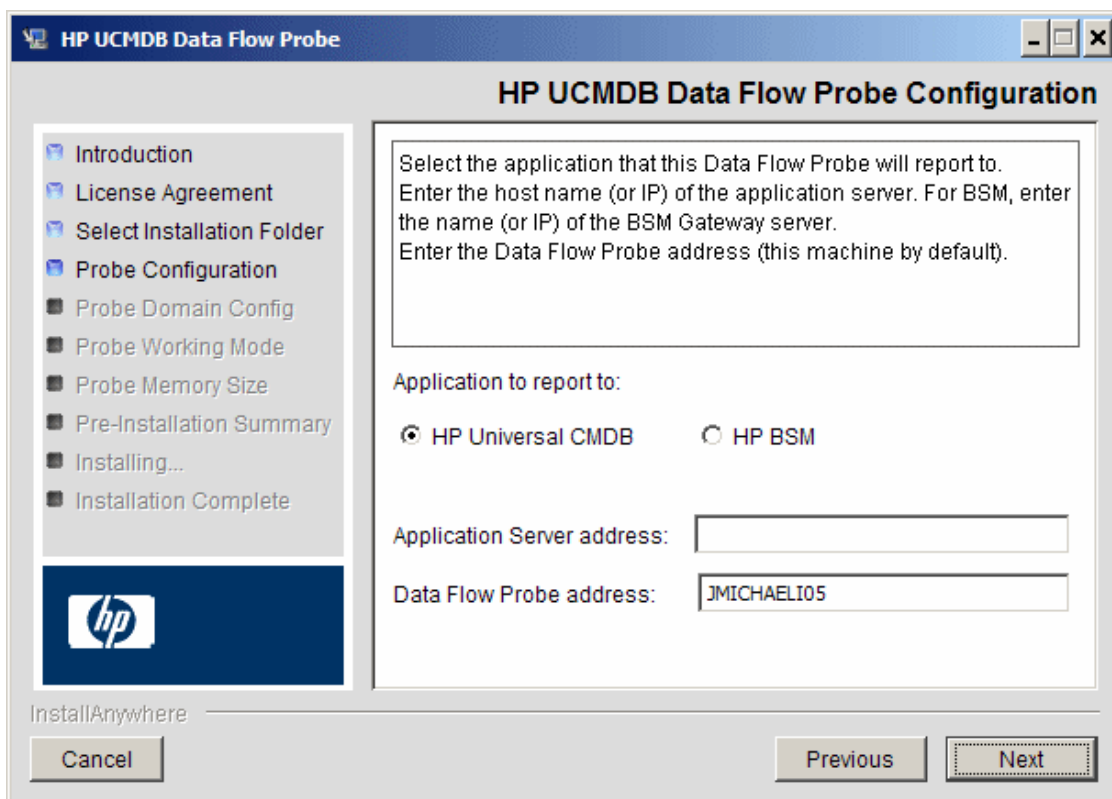 HP UCMDB Data Flow Probe
HP UCMDB Data Flow Probe Configuration
Introduction
License Agreement
Select Installation Folder
Probe Configuration
Probe Domain Config
Probe Working Mode
Probe Memory Size
Pre-Installation Summary
Installing...
Installation Complete
hp
Select the application that this Data Flow Probe will report to.
Enter the host name (or IP) of the application server. For BSM, enter
the name (or IP) of the BSM Gateway server.
Enter the Data Flow Probe address (this machine by default).
Application to report to:
HP Universal CMDB HP BSM
Application Server address:
Data Flow Probe address: JMICHAELI05
InstallAnywhere
Cancel Previous Next